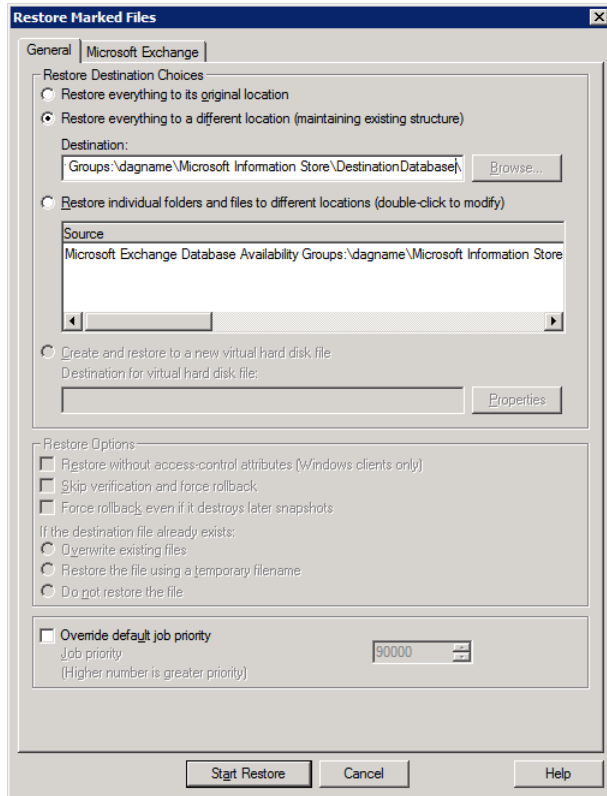 Restore Marked Files
General
Microsoft Exchange
Restore Destination Choices
Restore everything to its original location
Restore everything to a different location (maintaining existing structure)
Destination:
Groups:\dagname\Microsoft Information Store\DestinationDatabase\
Browse...
Restore individual folders and files to different locations (double-click to modify)
Source
Microsoft Exchange Database Availability Groups:\dagname\Microsoft Information Store
Create and restore to a new virtual hard disk file
Destination for virtual hard disk file:
Properties
Restore Options
Restore without access-control attributes (Windows clients only)
Skip verification and force rollback
Force rollback even if it destroys later snapshots
If the destination file already exists:
Overwrite existing files
Restore the file using a temporary filename
Do not restore the file
Override default job priority
Job priority
90000
(Higher number is greater priority)
Start Restore
Cancel
Help